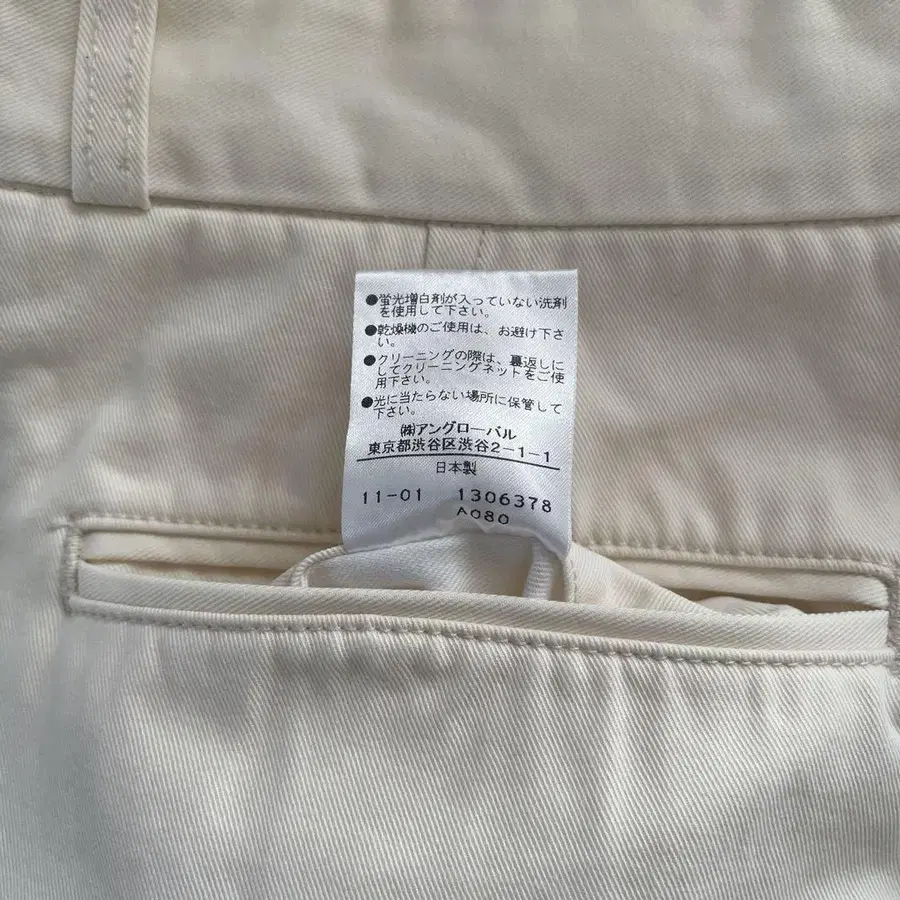 ●蛍光増白剤が入っていない洗剤
を使用して下さい。
●乾燥機のご使用は、お避け下さ
い。
●クリーニングの際は、裏返しに
してクリーニングネットをご使
用下さい。
●光に当たらない場所に保管して
下さい。
㈱アングローバル
東京都渋谷区渋谷2-1-1
日本製
11-01 1306378
A080